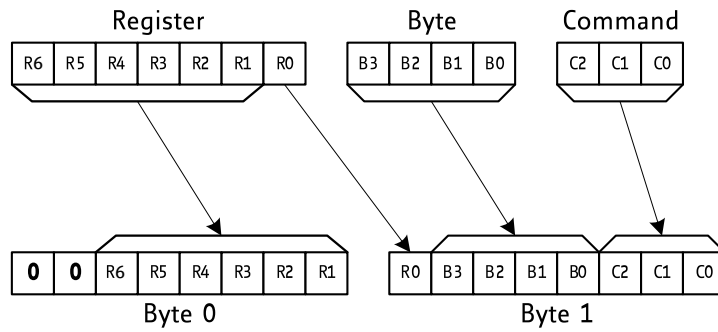 Register Byte Command
R6 R5 R4 R3 R2 R1 R0 B3 B2 B1 B0 C2 C1 C0
0 0 R6 R5 R4 R3 R2 R1 R0 B3 B2 B1 B0 C2 C1 C0
Byte 0 Byte 1